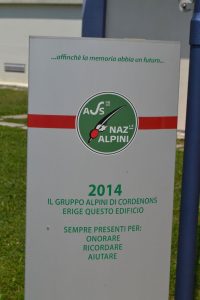 ...affinchè la memoria abbia un futuro...
ASS
NE
NAZ
LE
ALPINI
2014
IL GRUPPO ALPINI DI CORDENONS
ERIGE QUESTO EDIFICIO
SEMPRE PRESENTI PER:
ONORARE
RICORDARE
AIUTARE